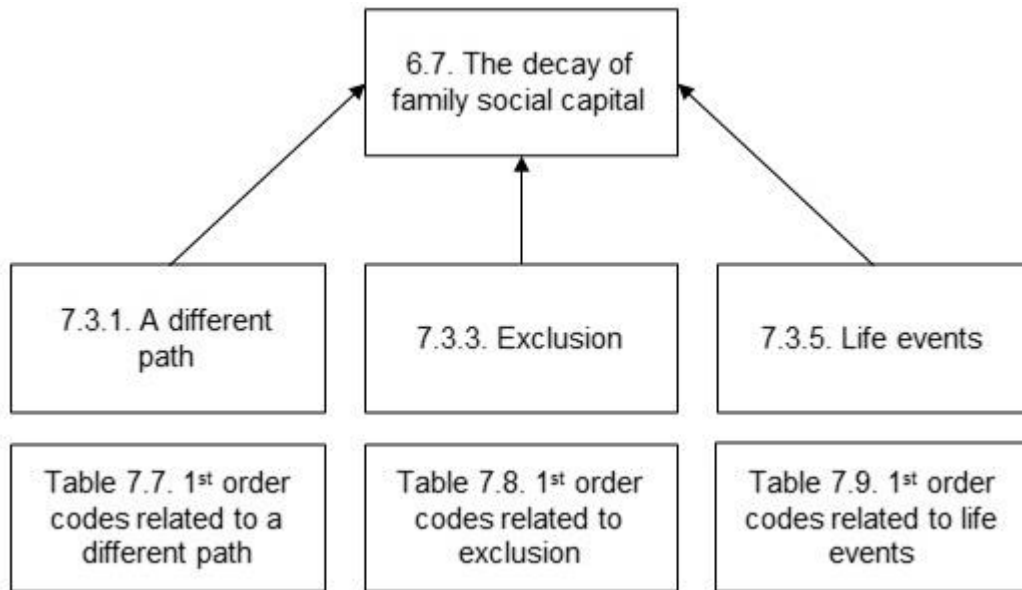 6.7. The decay of
family social capital
7.3.1. A different
path
7.3.3. Exclusion
7.3.5. Life events
Table 7.7. 1st order
codes related to a
different path
Table 7.8. 1st order
codes related to
exclusion
Table 7.9. 1st order
codes related to life
events